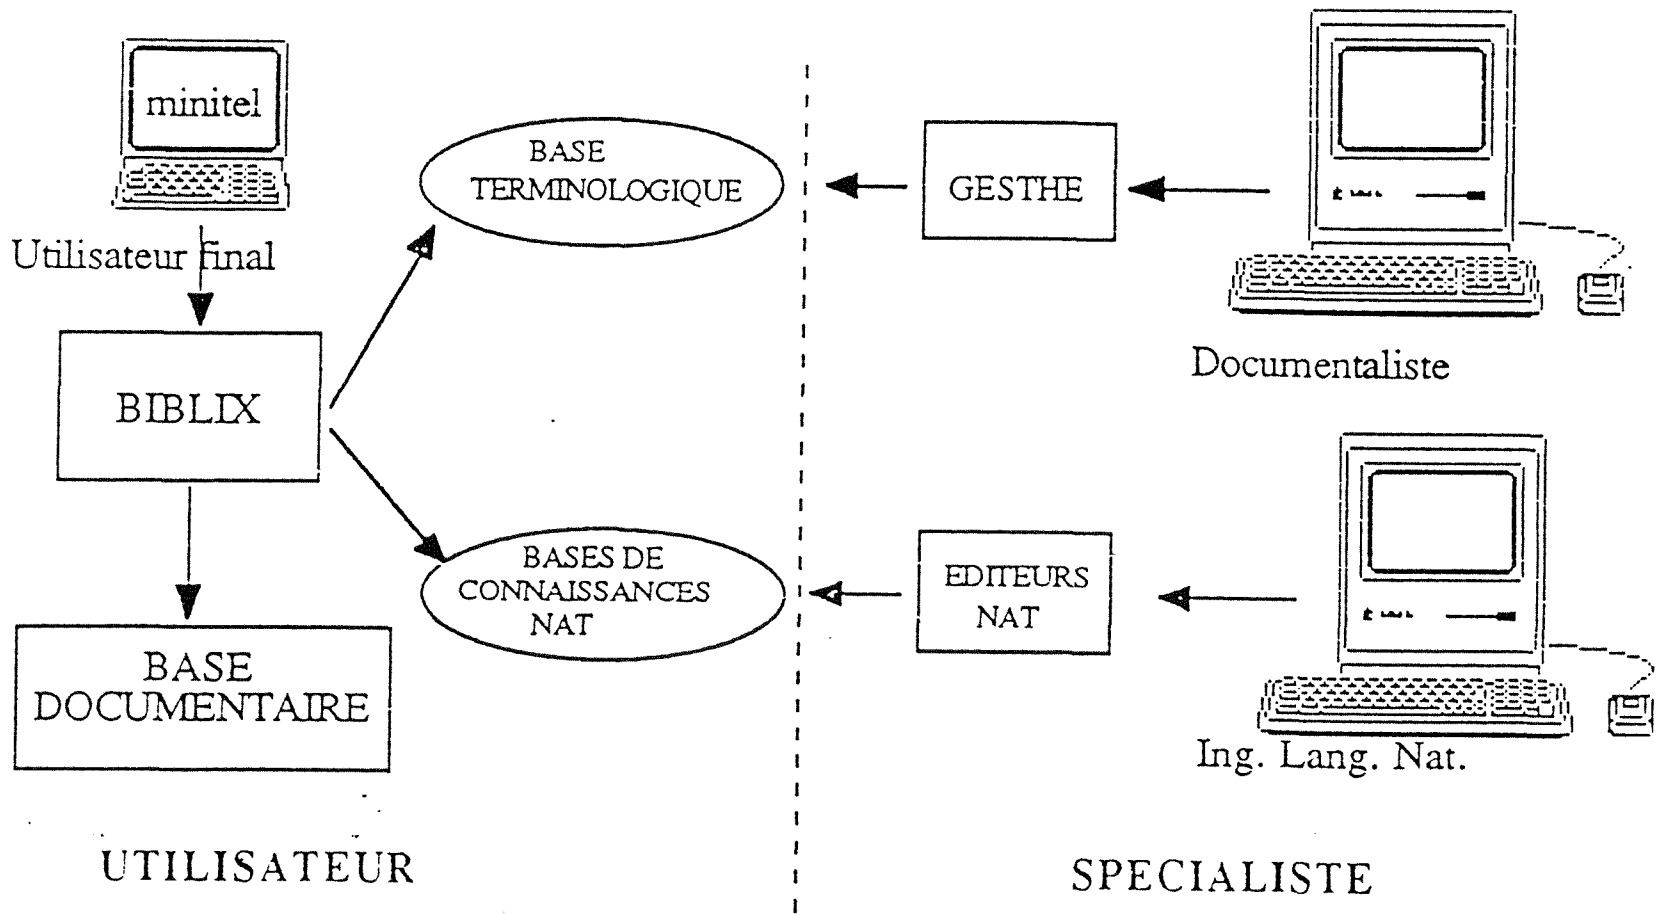 minitel
Utilisateur final
BIBLIX
BASE
DOCUMENTAIRE
BASE
TERMINOLOGIQUE
BASES DE
CONNAISSANCES
NAT
GESTHE
Documentaliste
EDITEURS
NAT
Ing. Lang. Nat.
UTILISATEUR
SPECIALISTE